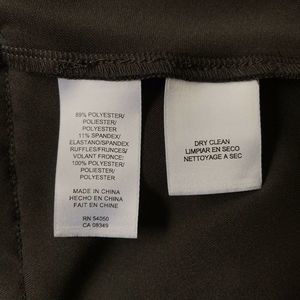 89% POLYESTER/
POLIESTER/
POLYESTER
11% SPANDEX/
ELASTANO/SPANDEX
RUFFLES/FRUNCES/
VOLANT FRONCE:
100% POLYESTER/
POLIESTER/
POLYESTER
MADE IN CHINA
HECHO EN CHINA
FAIT EN CHINE
RN 54050
CA 08349
DRY CLEAN
LIMPIAR EN SECO
NETTOYAGE A SEC